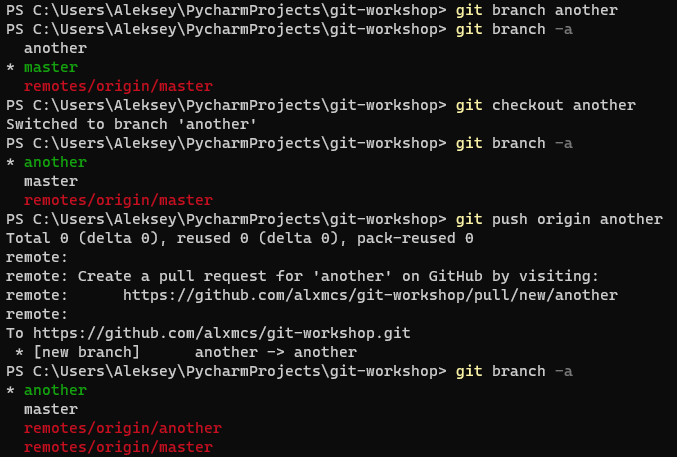 PS C:\Users\Aleksey\PycharmProjects\git-workshop> git branch another
PS C:\Users\Aleksey\PycharmProjects\git-workshop> git branch -a
  another
* master
  remotes/origin/master
PS C:\Users\Aleksey\PycharmProjects\git-workshop> git checkout another
Switched to branch 'another'
PS C:\Users\Aleksey\PycharmProjects\git-workshop> git branch -a
* another
  master
  remotes/origin/master
PS C:\Users\Aleksey\PycharmProjects\git-workshop> git push origin another
Total 0 (delta 0), reused 0 (delta 0), pack-reused 0
remote:
remote: Create a pull request for 'another' on GitHub by visiting:
remote:      https://github.com/alxmcs/git-workshop/pull/new/another
remote:
To https://github.com/alxmcs/git-workshop.git
 * [new branch]      another -> another
PS C:\Users\Aleksey\PycharmProjects\git-workshop> git branch -a
* another
  master
  remotes/origin/another
  remotes/origin/master